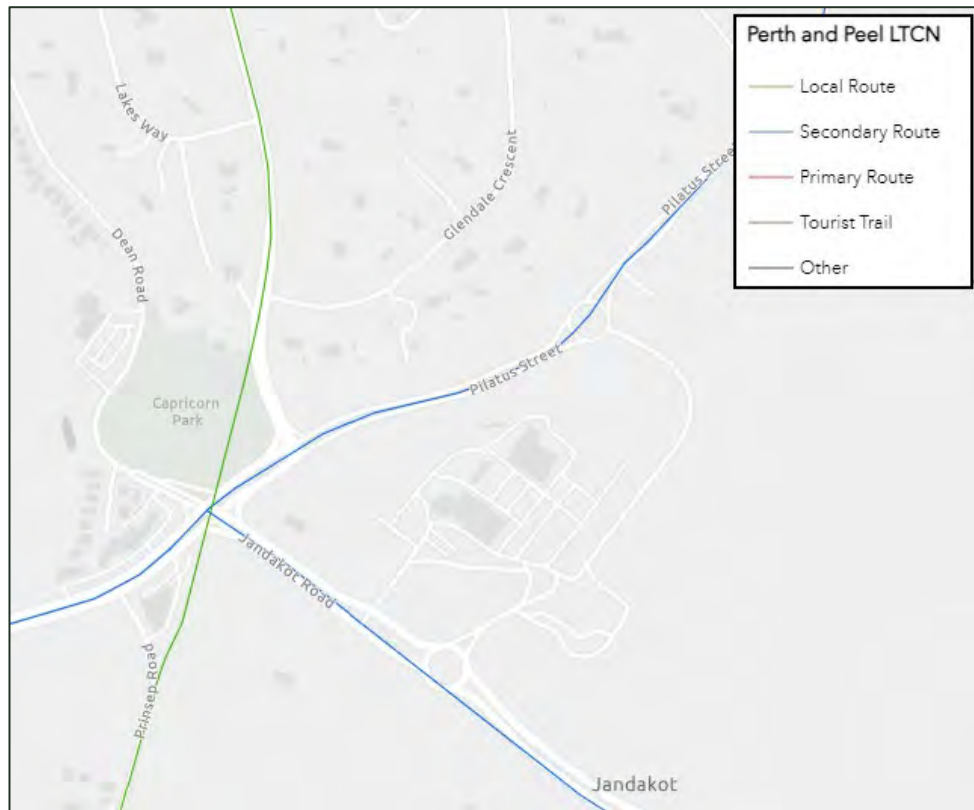 Perth and Peel LTCN
Local Route
Secondary Route
Primary Route
Tourist Trail
Other
Lakes Way
Glendale Crescent
Pilatus Street
Dean Road
Pilatus Street
Capricorn
Park
Jandakot Road
Prinsep Road
Jandakot